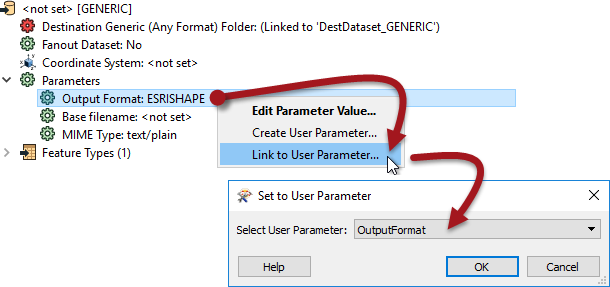 <not set> [GENERIC]
Destination Generic (Any Format) Folder: (Linked to 'DestDataset_GENERIC')
Fanout Dataset: No
Coordinate System: <not set>
Parameters
Output Format: ESRISHAPE
Base filename: <not set>
MIME Type: text/plain
Feature Types (1)
Edit Parameter Value...
Create User Parameter...
Link to User Parameter...
Set to User Parameter
Select User Parameter: OutputFormat
Help OK Cancel